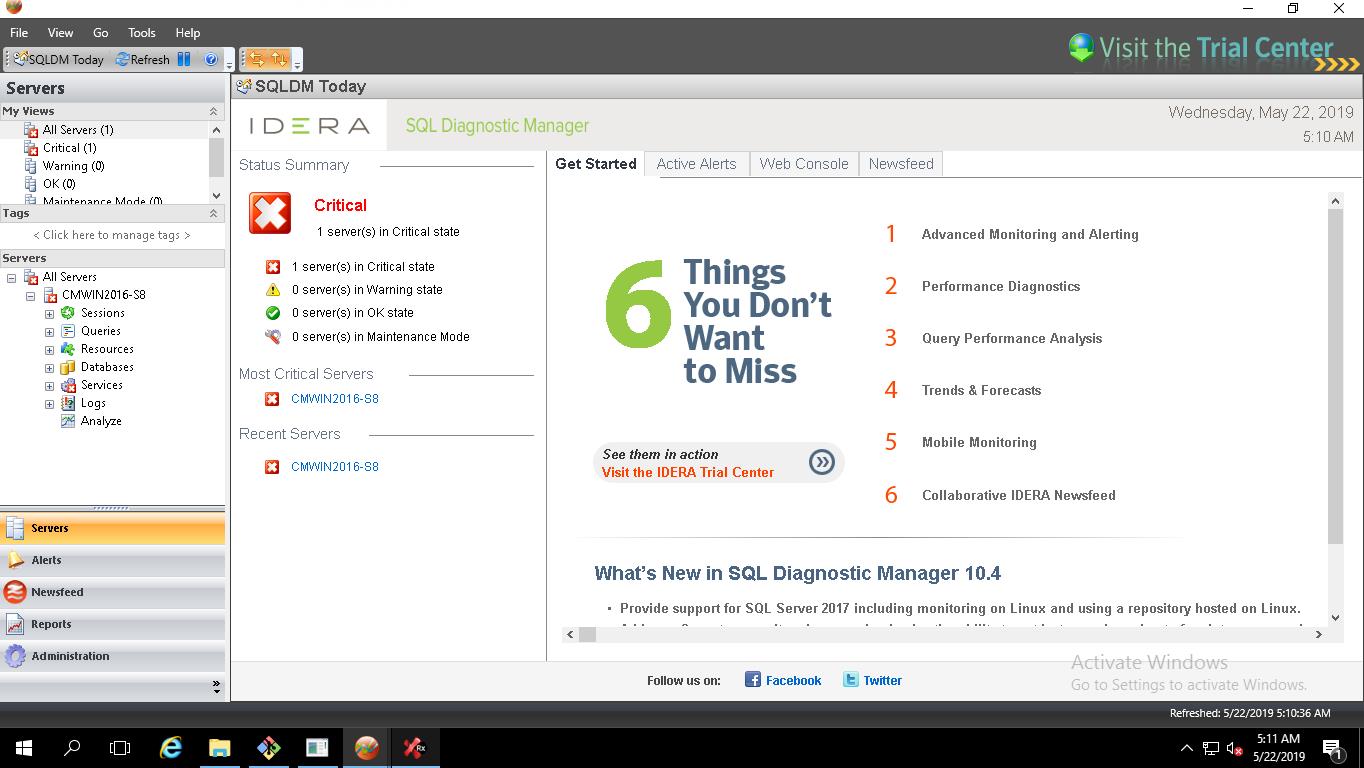 File View Go Tools Help
SQLDM Today Refresh
Visit the Trial Center
Servers
My Views
All Servers (1)
Critical (1)
Warning (0)
OK (0)
Maintenance Mode (0)
Tags
< Click here to manage tags >
Servers
All Servers
CMWIN2016-S8
Sessions
Queries
Resources
Databases
Services
Logs
Analyze
Servers
Alerts
Newsfeed
Reports
Administration
SQLDM Today
IDERA SQL Diagnostic Manager
Wednesday, May 22, 2019
5:10 AM
Status Summary
Critical
1 server(s) in Critical state
1 server(s) in Critical state
0 server(s) in Warning state
0 server(s) in OK state
0 server(s) in Maintenance Mode
Most Critical Servers
CMWIN2016-S8
Recent Servers
CMWIN2016-S8
Get Started Active Alerts Web Console Newsfeed
6 Things
You Don't
Want
to Miss
See them in action
Visit the IDERA Trial Center
1 Advanced Monitoring and Alerting
2 Performance Diagnostics
3 Query Performance Analysis
4 Trends & Forecasts
5 Mobile Monitoring
6 Collaborative IDERA Newsfeed
What's New in SQL Diagnostic Manager 10.4
• Provide support for SQL Server 2017 including monitoring on Linux and using a repository hosted on Linux.
Activate Windows
Go to Settings to activate Windows.
Follow us on: Facebook Twitter
Refreshed: 5/22/2019 5:10:36 AM
Rx
5:11 AM
5/22/2019
1